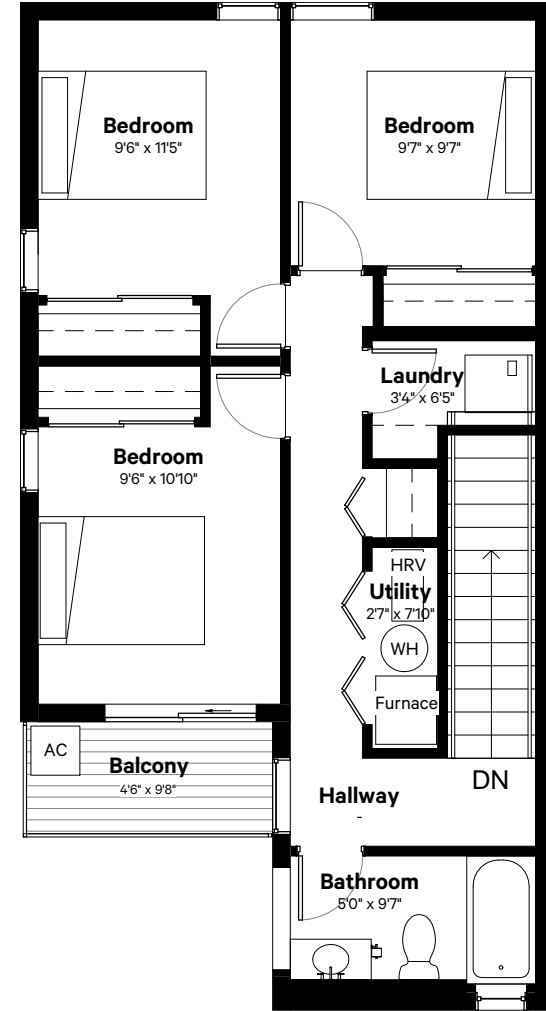 Bedroom
9'6" x 11'5"
Bedroom
9'7" x 9'7"
Laundry
3'4" x 6'5"
Bedroom
9'6" x 10'10"
HRV
Utility
2'7" x 7'10"
WH
Furnace
AC
Balcony
4'6" x 9'8"
DN
Hallway
-
Bathroom
5'0" x 9'7"